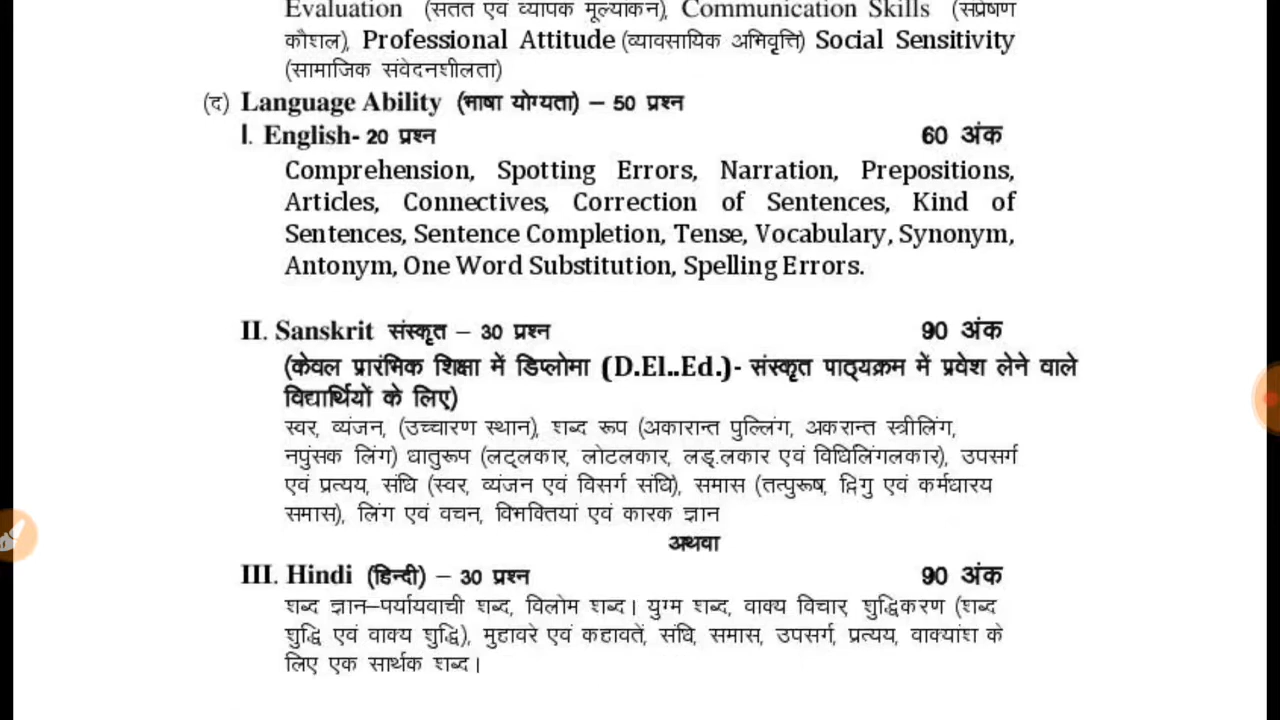 Evaluation (सतत एवं व्यापक मूल्यांकन), Communication Skills (संप्रेषण
कौशल), Professional Attitude (व्यावसायिक अभिवृत्ति) Social Sensitivity
(सामाजिक संवेदनशीलता)
(द) Language Ability (भाषा योग्यता) – 50 प्रश्न
I. English- 20 प्रश्न 60 अंक
Comprehension, Spotting Errors, Narration, Prepositions,
Articles, Connectives, Correction of Sentences, Kind of
Sentences, Sentence Completion, Tense, Vocabulary, Synonym,
Antonym, One Word Substitution, Spelling Errors.
II. Sanskrit संस्कृत – 30 प्रश्न 90 अंक
(केवल प्रारंभिक शिक्षा में डिप्लोमा (D.El..Ed.)- संस्कृत पाठ्यक्रम में प्रवेश लेने वाले
विद्यार्थियों के लिए)
स्वर, व्यंजन, (उच्चारण स्थान), शब्द रूप (अकारान्त पुल्लिंग, अकरान्त स्त्रीलिंग,
नपुंसक लिंग) धातुरूप (लट्लकार, लोटलकार, लङ्.लकार एवं विधिलिंगलकार), उपसर्ग
एवं प्रत्यय, संधि (स्वर, व्यंजन एवं विसर्ग संधि), समास (तत्पुरूष, द्विगु एवं कर्मधारय
समास), लिंग एवं वचन, विभक्तियां एवं कारक ज्ञान
अथवा
III. Hindi (हिन्दी) – 30 प्रश्न 90 अंक
शब्द ज्ञान–पर्यायवाची शब्द, विलोम शब्द। युग्म शब्द, वाक्य विचार, शुद्धिकरण (शब्द
शुद्धि एवं वाक्य शुद्धि), मुहावरे एवं कहावतें, संधि, समास, उपसर्ग, प्रत्यय, वाक्यांश के
लिए एक सार्थक शब्द।